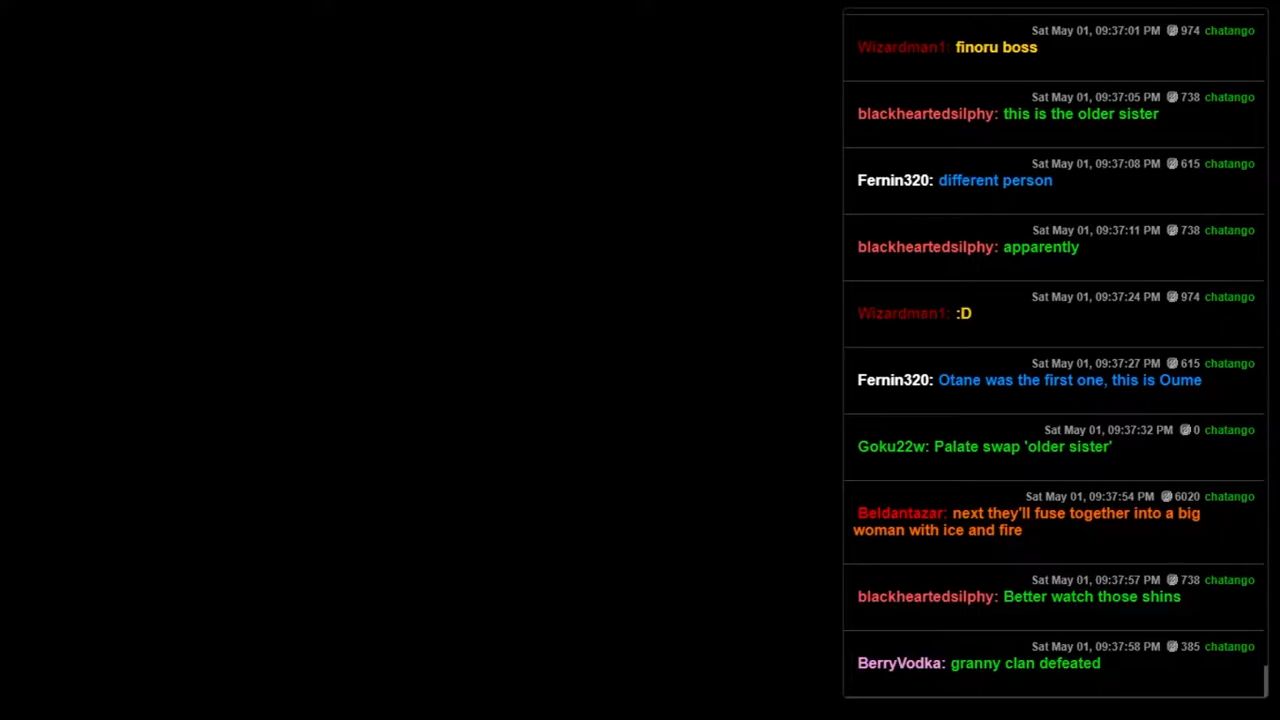 Sat May 01, 09:37:01 PM 974 chatango
Wizardman1: finoru boss
Sat May 01, 09:37:05 PM 738 chatango
blackheartedsilphy: this is the older sister
Sat May 01, 09:37:08 PM 615 chatango
Fernin320: different person
Sat May 01, 09:37:11 PM 738 chatango
blackheartedsilphy: apparently
Sat May 01, 09:37:24 PM 974 chatango
Wizardman1: :D
Sat May 01, 09:37:27 PM 615 chatango
Fernin320: Otane was the first one, this is Oume
Sat May 01, 09:37:32 PM 0 chatango
Goku22w: Palate swap 'older sister'
Sat May 01, 09:37:54 PM 6020 chatango
Beldantazar: next they'll fuse together into a big
woman with ice and fire
Sat May 01, 09:37:57 PM 738 chatango
blackheartedsilphy: Better watch those shins
Sat May 01, 09:37:58 PM 385 chatango
BerryVodka: granny clan defeated